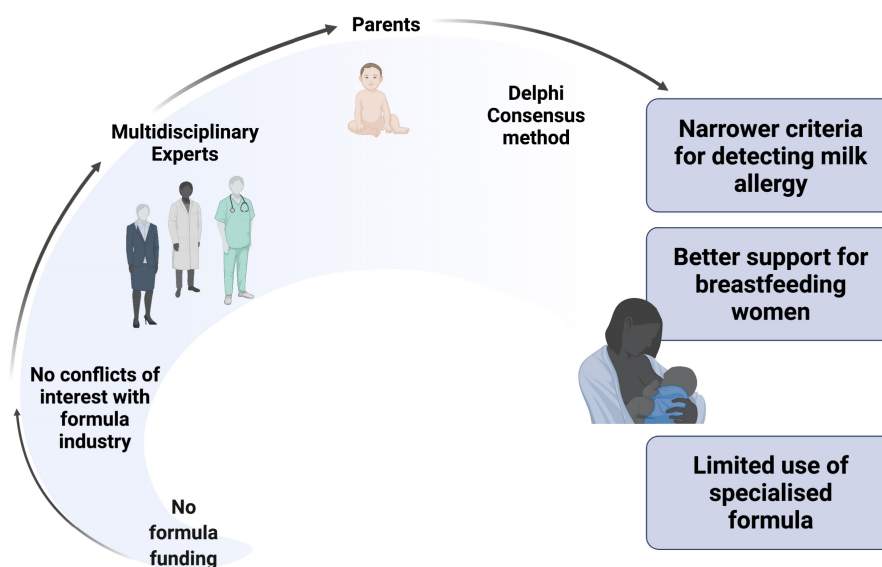 Parents
Delphi
Consensus
method
Multidisciplinary
Experts
No conflicts of
interest with
formula
industry
No
formula
funding
Narrower criteria
for detecting milk
allergy
Better support for
breastfeeding
women
Limited use of
specialised
formula